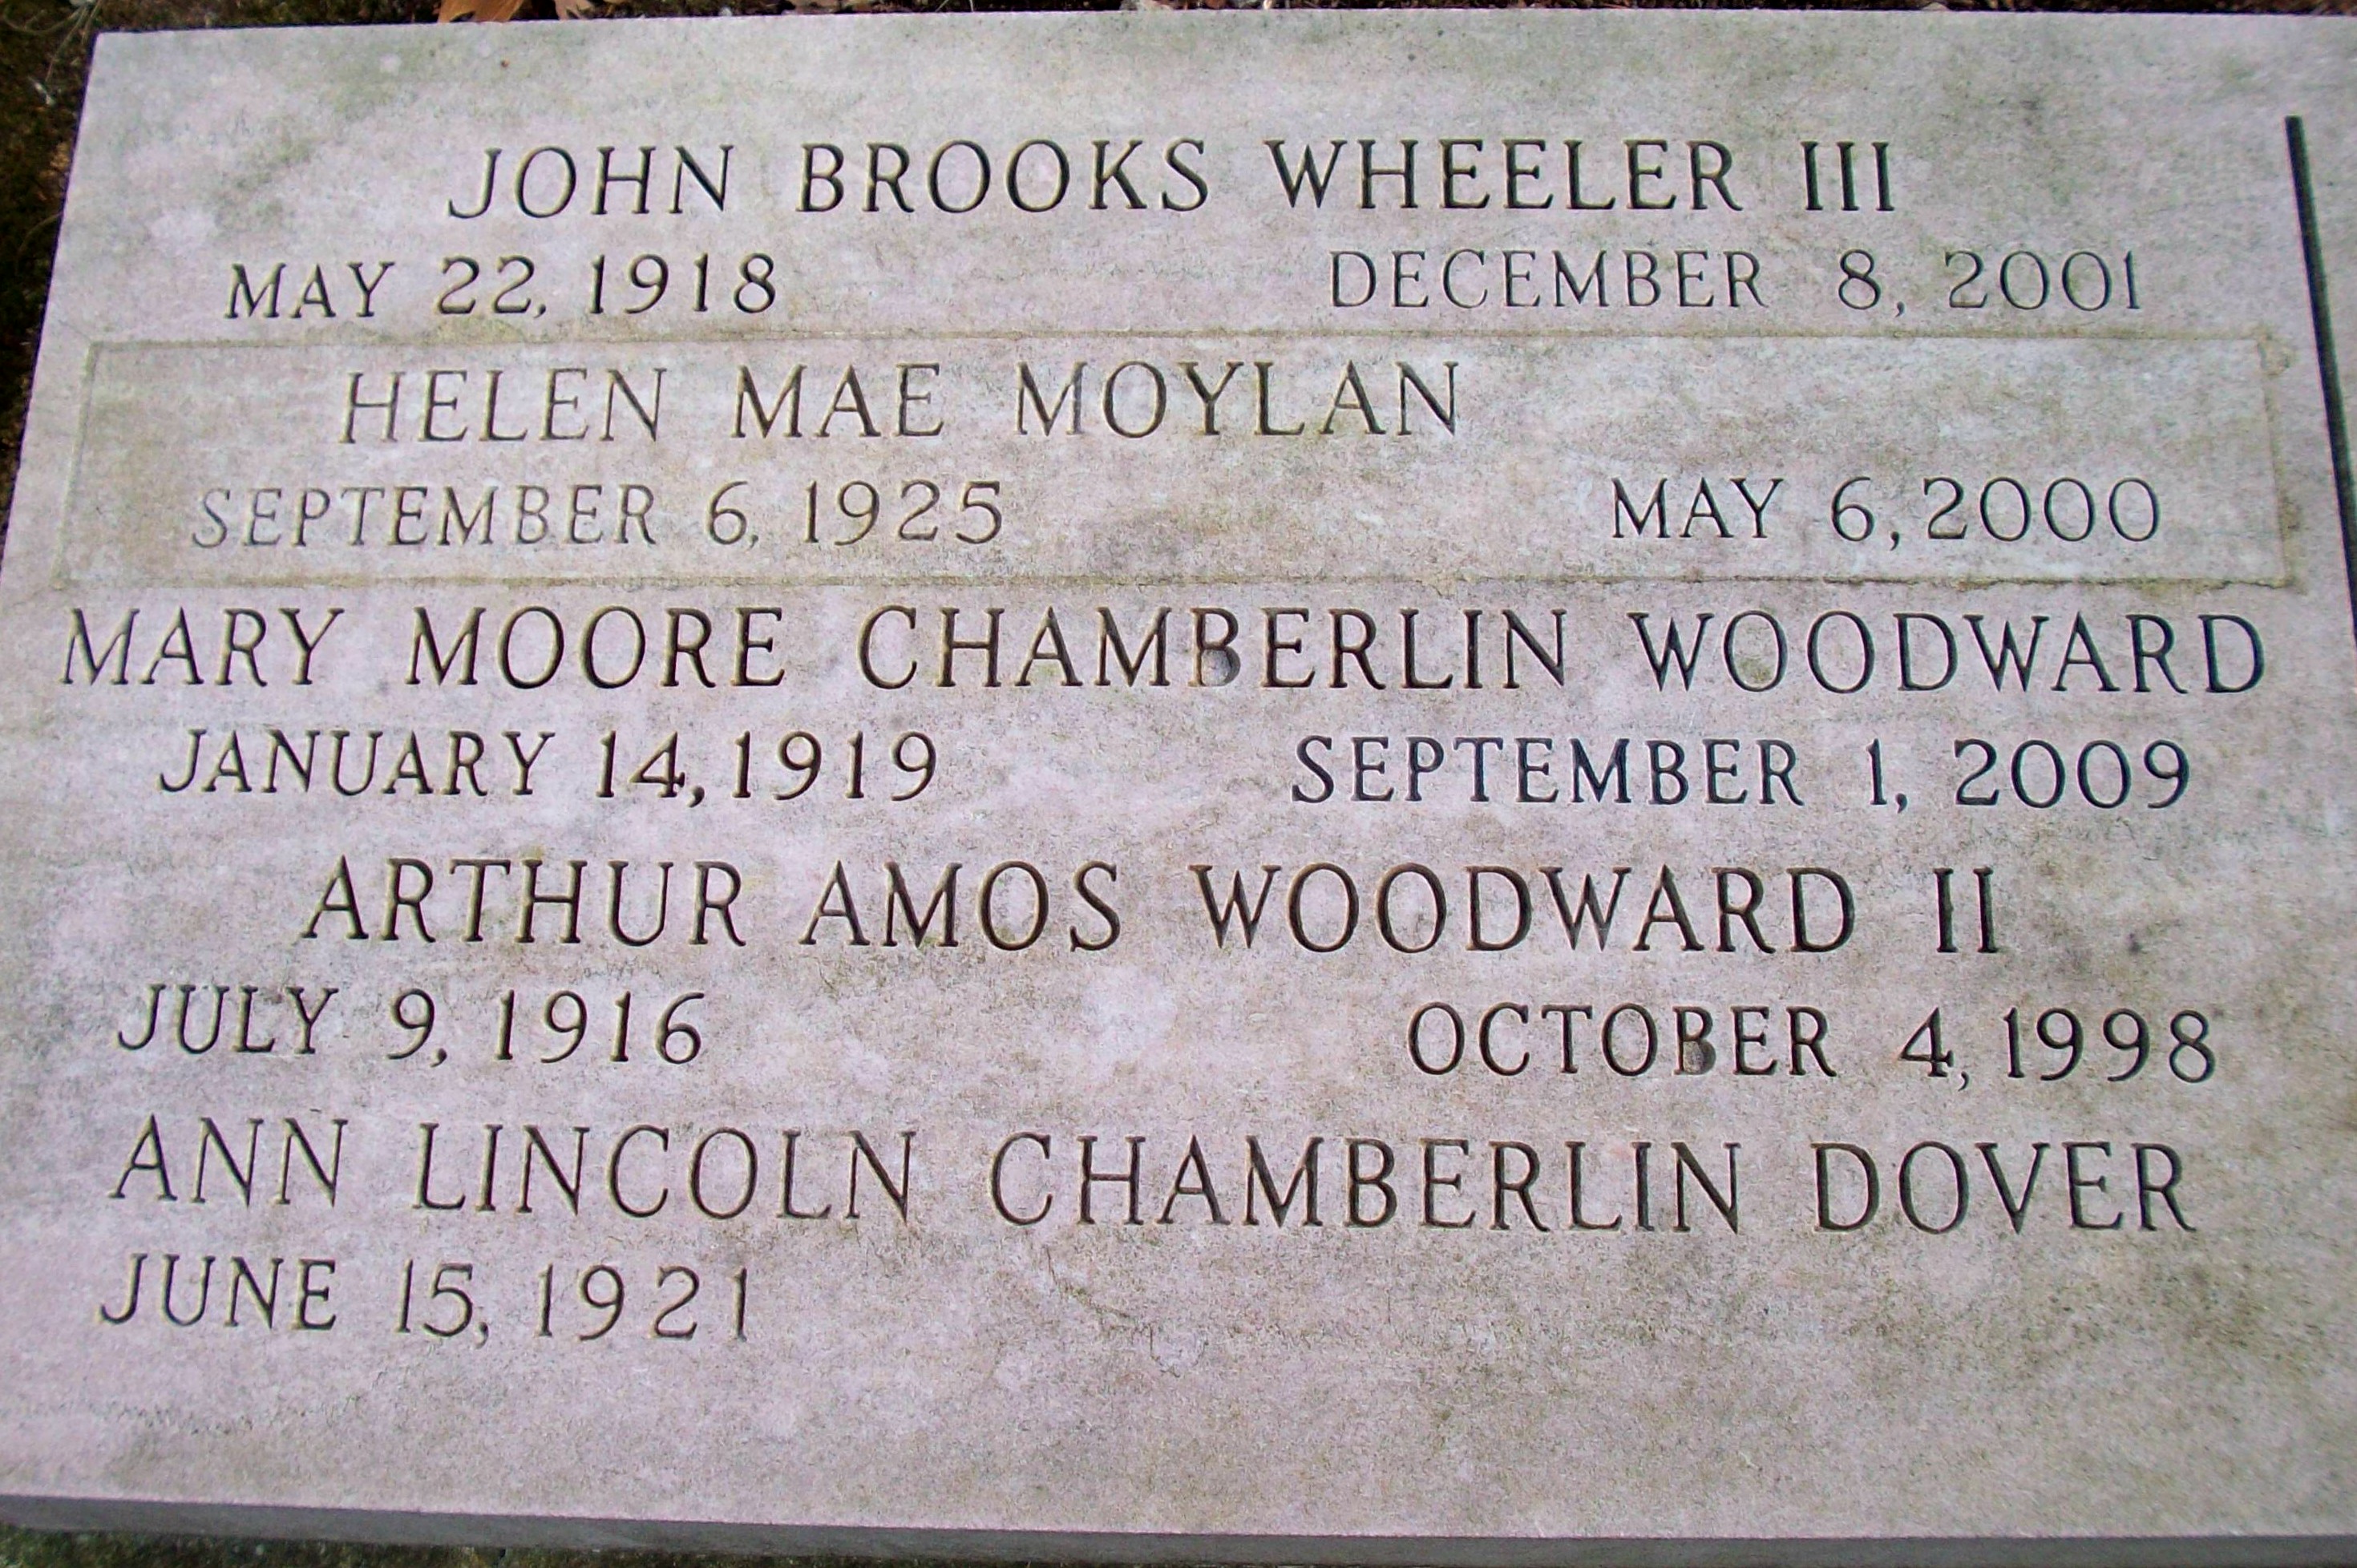 JOHN BROOKS WHEELER III
MAY 22, 1918 DECEMBER 8, 2001
HELEN MAE MOYLAN
SEPTEMBER 6, 1925 MAY 6, 2000
MARY MOORE CHAMBERLIN WOODWARD
JANUARY 14, 1919 SEPTEMBER 1, 2009
ARTHUR AMOS WOODWARD II
JULY 9, 1916 OCTOBER 4, 1998
ANN LINCOLN CHAMBERLIN DOVER
JUNE 15, 1921